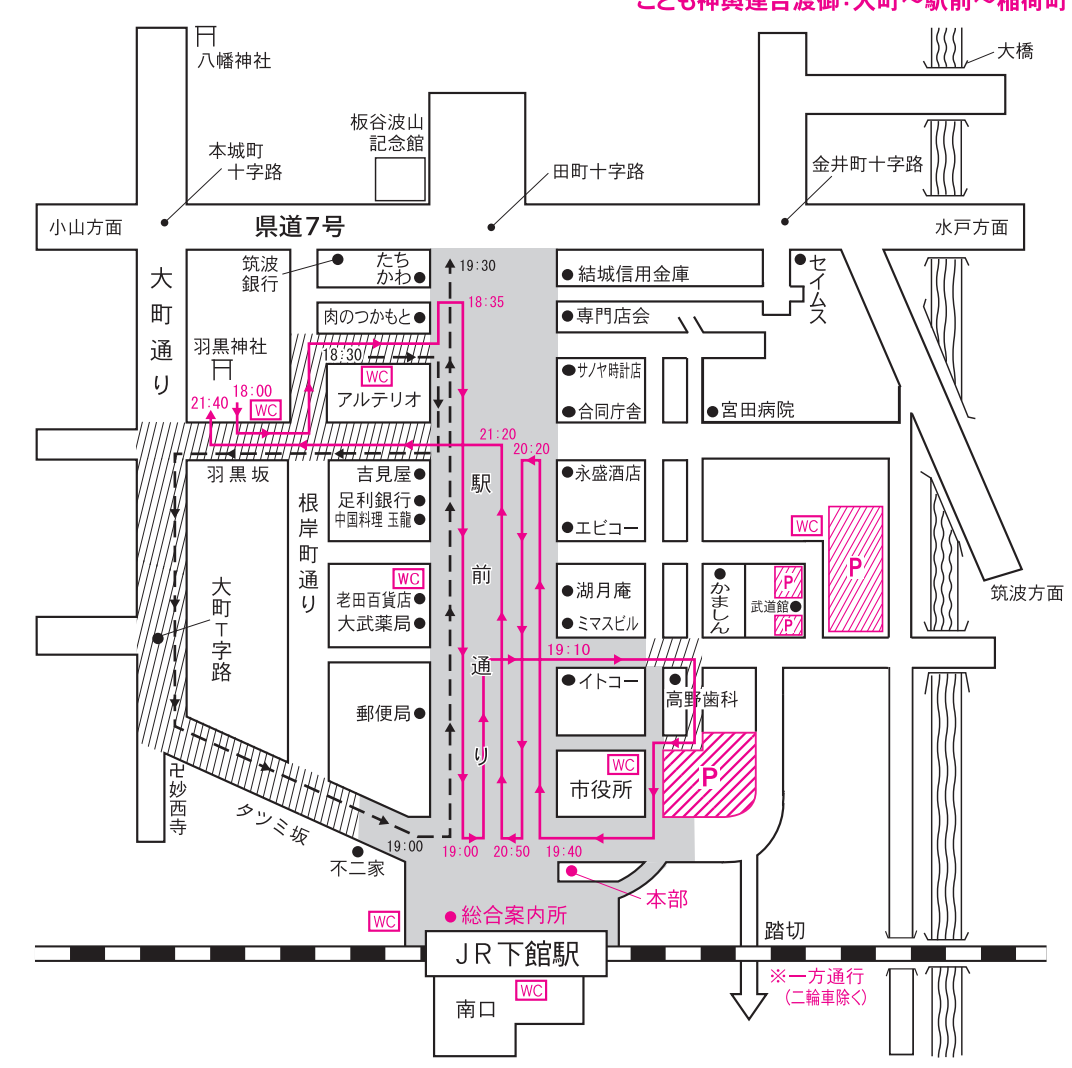 こども神輿連合渡御：大町〜駅前〜稲荷町
八幡神社
大橋
板谷波山
記念館
本城町
十字路
田町十字路
金井町十字路
小山方面
県道7号
水戸方面
大町通り
筑波
銀行
たち
かわ
19:30
結城信用金庫
セイムス
18:35
肉のつかもと
専門店会
羽黒神社
18:30
WC
アルテリオ
サノヤ時計店
合同庁舎
宮田病院
18:00
21:40
WC
21:20
20:20
羽黒坂
吉見屋
足利銀行
中国料理 玉龍
永盛酒店
エビコー
WC
P
根岸町通り
駅前通り
大町T字路
WC
老田百貨店
大武薬局
湖月庵
ミマスビル
かましん
武道館
P
P
筑波方面
19:10
イトコー
高野歯科
郵便局
WC
市役所
P
卍妙西寺
タツミ坂
19:00
19:00
20:50
19:40
不二家
本部
WC
総合案内所
踏切
JR下館駅
※一方通行
(二輪車除く)
WC
南口